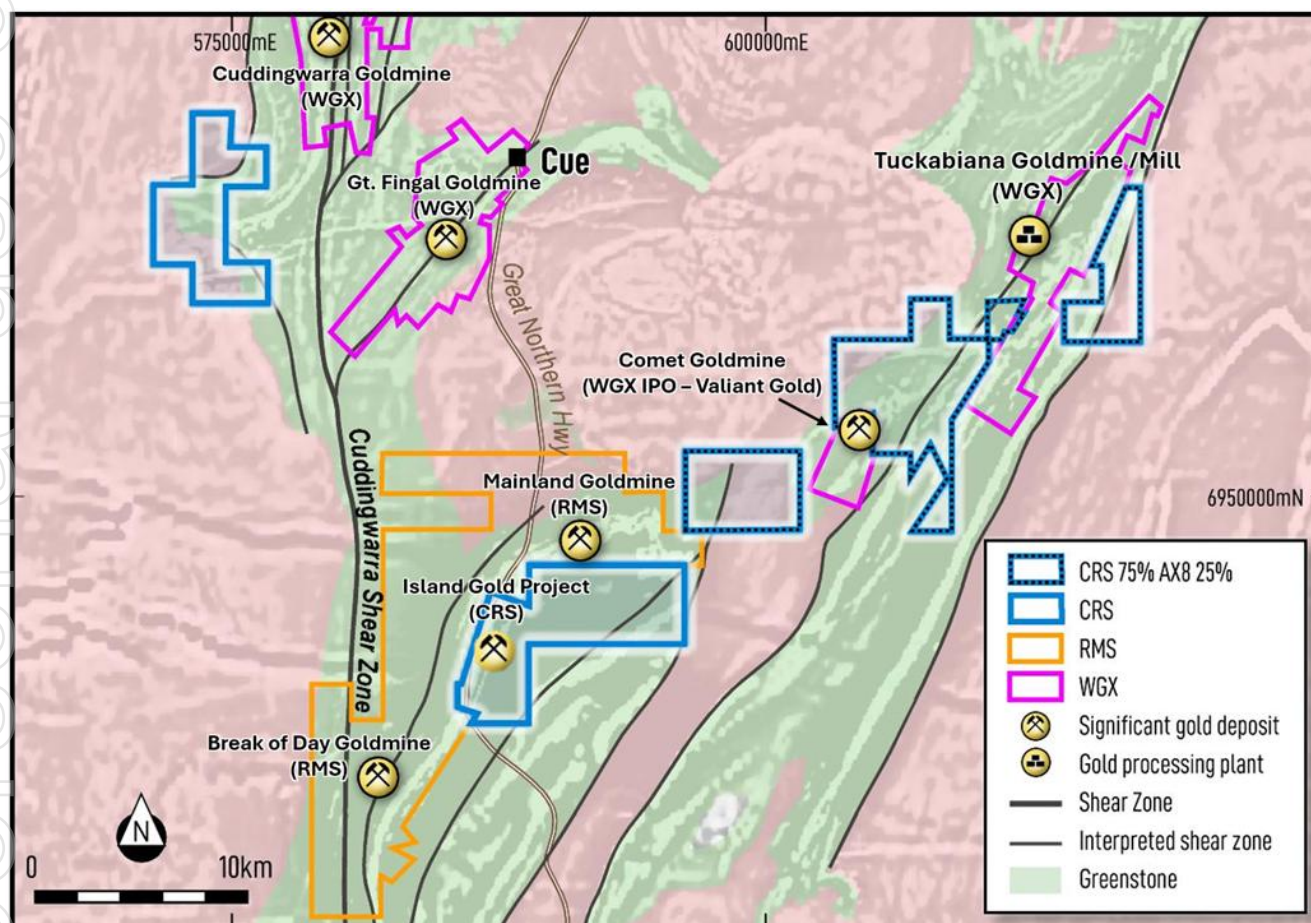 575000mE
600000mE
Cuddingwarra Goldmine
(WGX)
Cue
Tuckabiana Goldmine /Mill
(WGX)
Gt. Fingal Goldmine
(WGX)
Great Northern Hwy
Comet Goldmine
(WGX IPO – Valiant Gold)
Cuddingwarra Shear Zone
Mainland Goldmine
(RMS)
6950000mN
Island Gold Project
(CRS)
Break of Day Goldmine
(RMS)
N
0 10km
CRS 75% AX8 25%
CRS
RMS
WGX
Significant gold deposit
Gold processing plant
Shear Zone
Interpreted shear zone
Greenstone